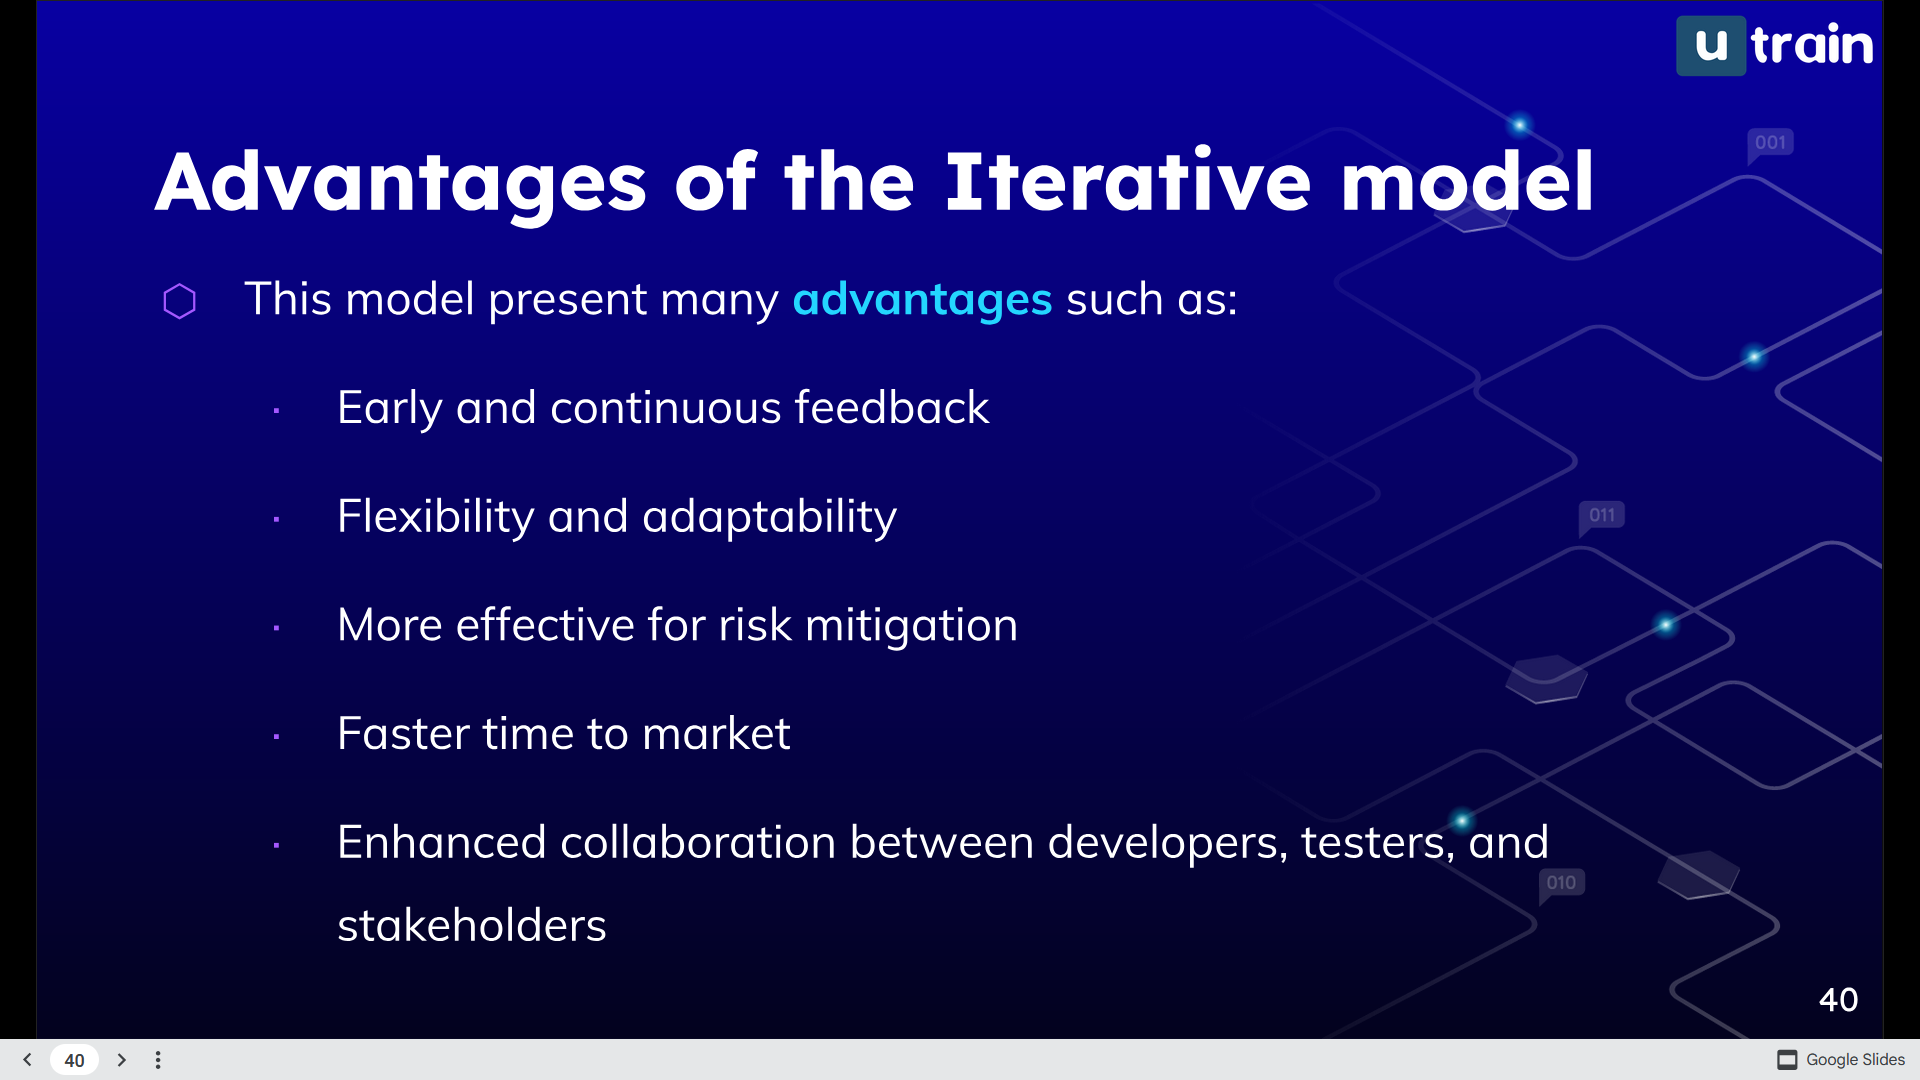 u train
001
Advantages of the Iterative model
This model present many advantages such as:
Early and continuous feedback
Flexibility and adaptability
011
More effective for risk mitigation
Faster time to market
Enhanced collaboration between developers, testers, and
stakeholders
010
40
40
Google Slides